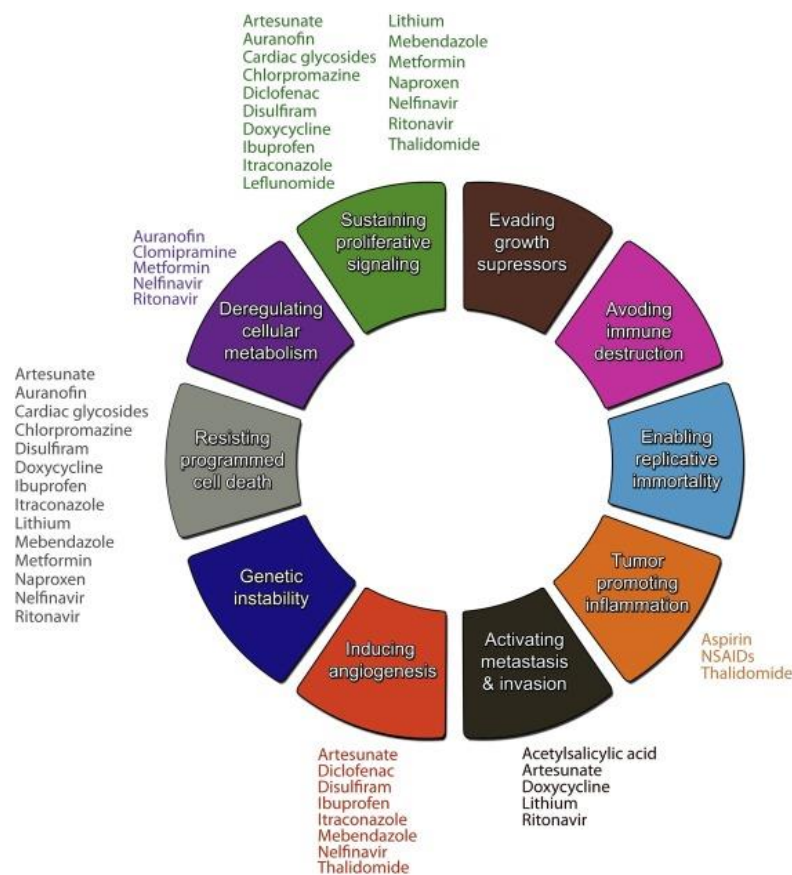 Artesunate
Auranofin
Cardiac glycosides
Chlorpromazine
Diclofenac
Disulfiram
Doxycycline
Ibuprofen
Itraconazole
Leflunomide
Lithium
Mebendazole
Metformin
Naproxen
Nelfinavir
Ritonavir
Thalidomide
Sustaining
proliferative
signaling
Evading
growth
supressors
Auranofin
Clomipramine
Metformin
Nelfinavir
Ritonavir
Deregulating
cellular
metabolism
Avoding
immune
destruction
Artesunate
Auranofin
Cardiac glycosides
Chlorpromazine
Disulfiram
Doxycycline
Ibuprofen
Itraconazole
Lithium
Mebendazole
Metformin
Naproxen
Nelfinavir
Ritonavir
Resisting
programmed
cell death
Enabling
replicative
immortality
Genetic
instability
Tumor
promoting
inflammation
Aspirin
NSAIDs
Thalidomide
Inducing
angiogenesis
Activating
metastasis
& invasion
Artesunate
Diclofenac
Disulfiram
Ibuprofen
Itraconazole
Mebendazole
Nelfinavir
Thalidomide
Acetylsalicylic acid
Artesunate
Doxycycline
Lithium
Ritonavir